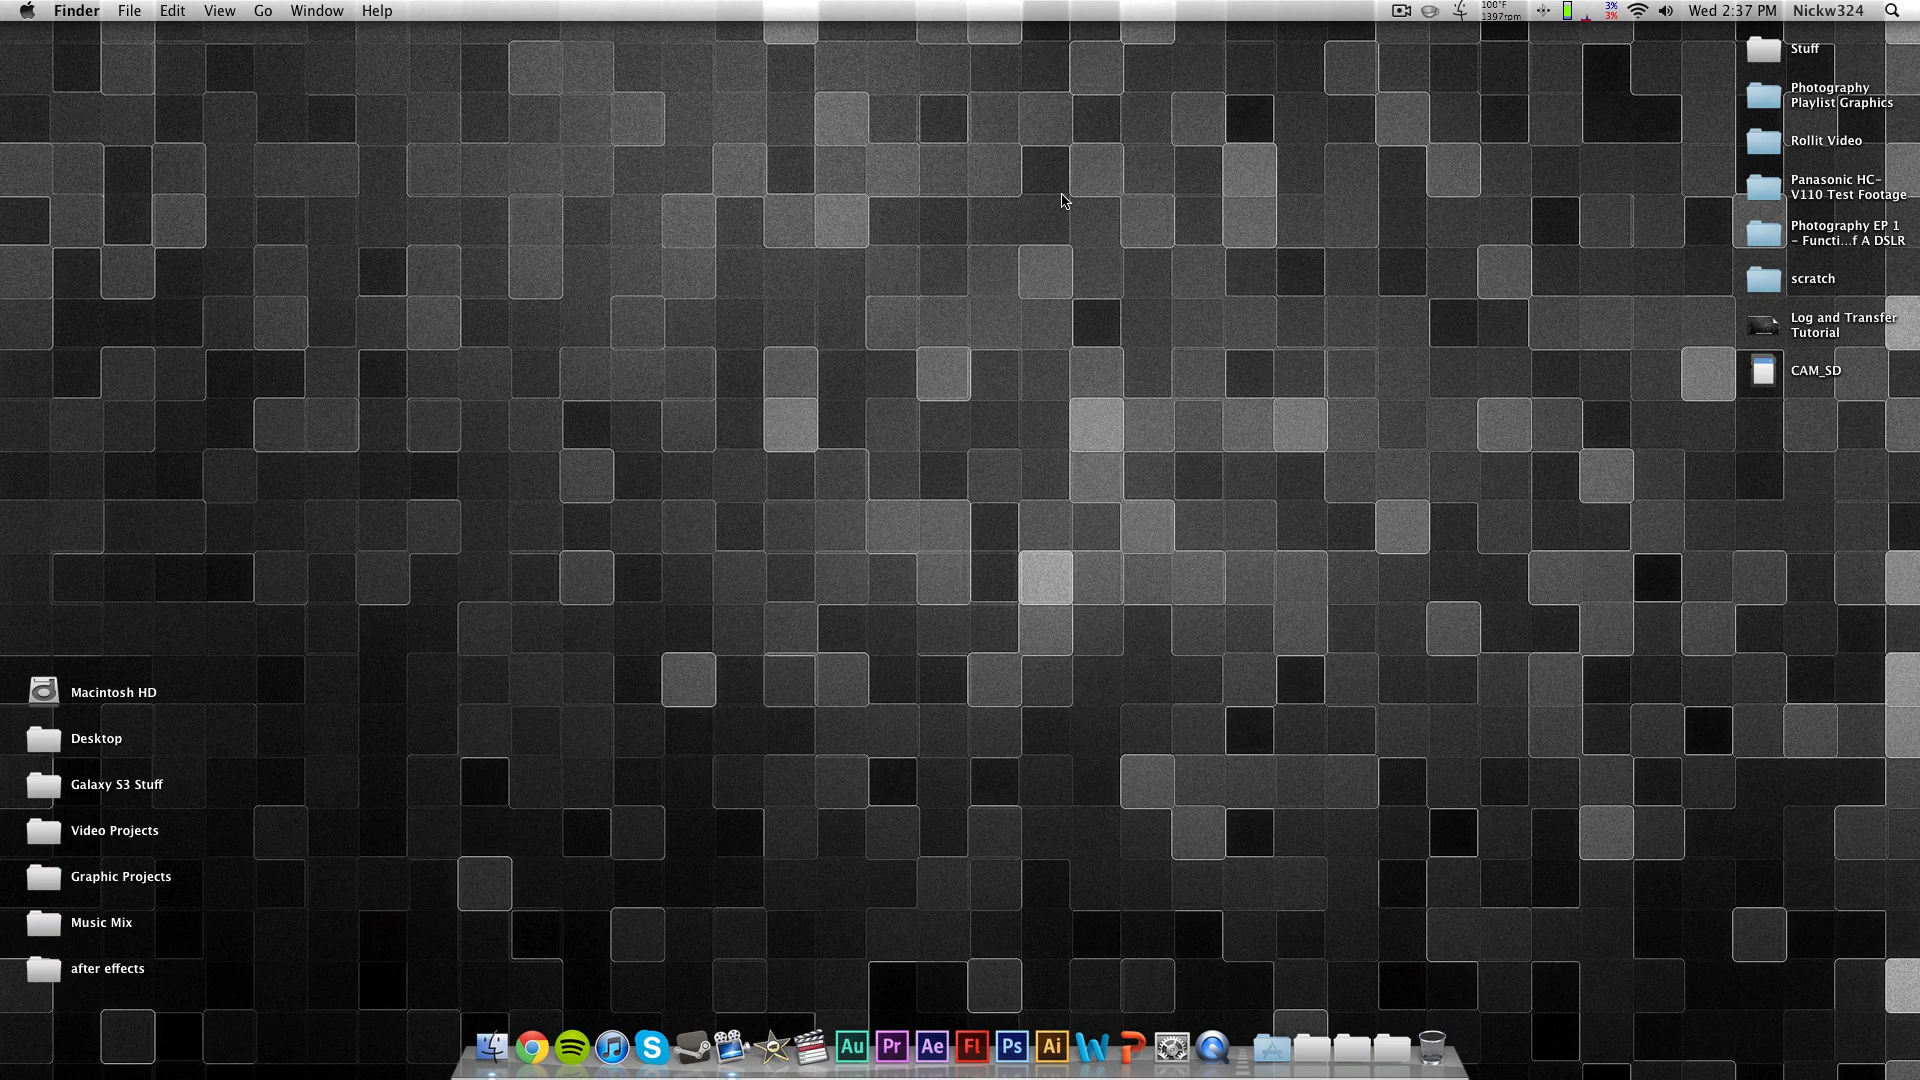 Finder File Edit View Go Window Help
100°F
1397rpm
3%
3%
Wed 2:37 PM Nickw324
Stuff
Photography
Playlist Graphics
Rollit Video
Panasonic HC-
V110 Test Footage
Photography EP 1
- Functi...f A DSLR
scratch
Log and Transfer
Tutorial
CAM_SD
Macintosh HD
Desktop
Galaxy S3 Stuff
Video Projects
Graphic Projects
Music Mix
after effects
Au Pr Ae Fl Ps Ai W P